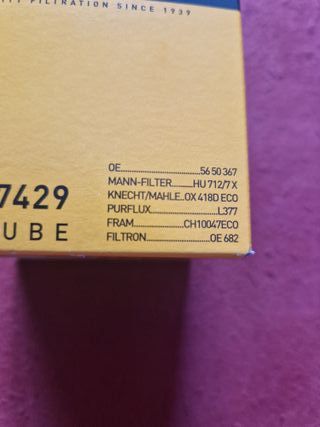 FILTRATION SINCE 1939
OE 56 50 367
MANN-FILTER HU 712/7 X
KNECHT/MAHLE OX 418D ECO
7429
PURFLUX L377
FRAM CH10047ECO
UBE
FILTRON OE 682